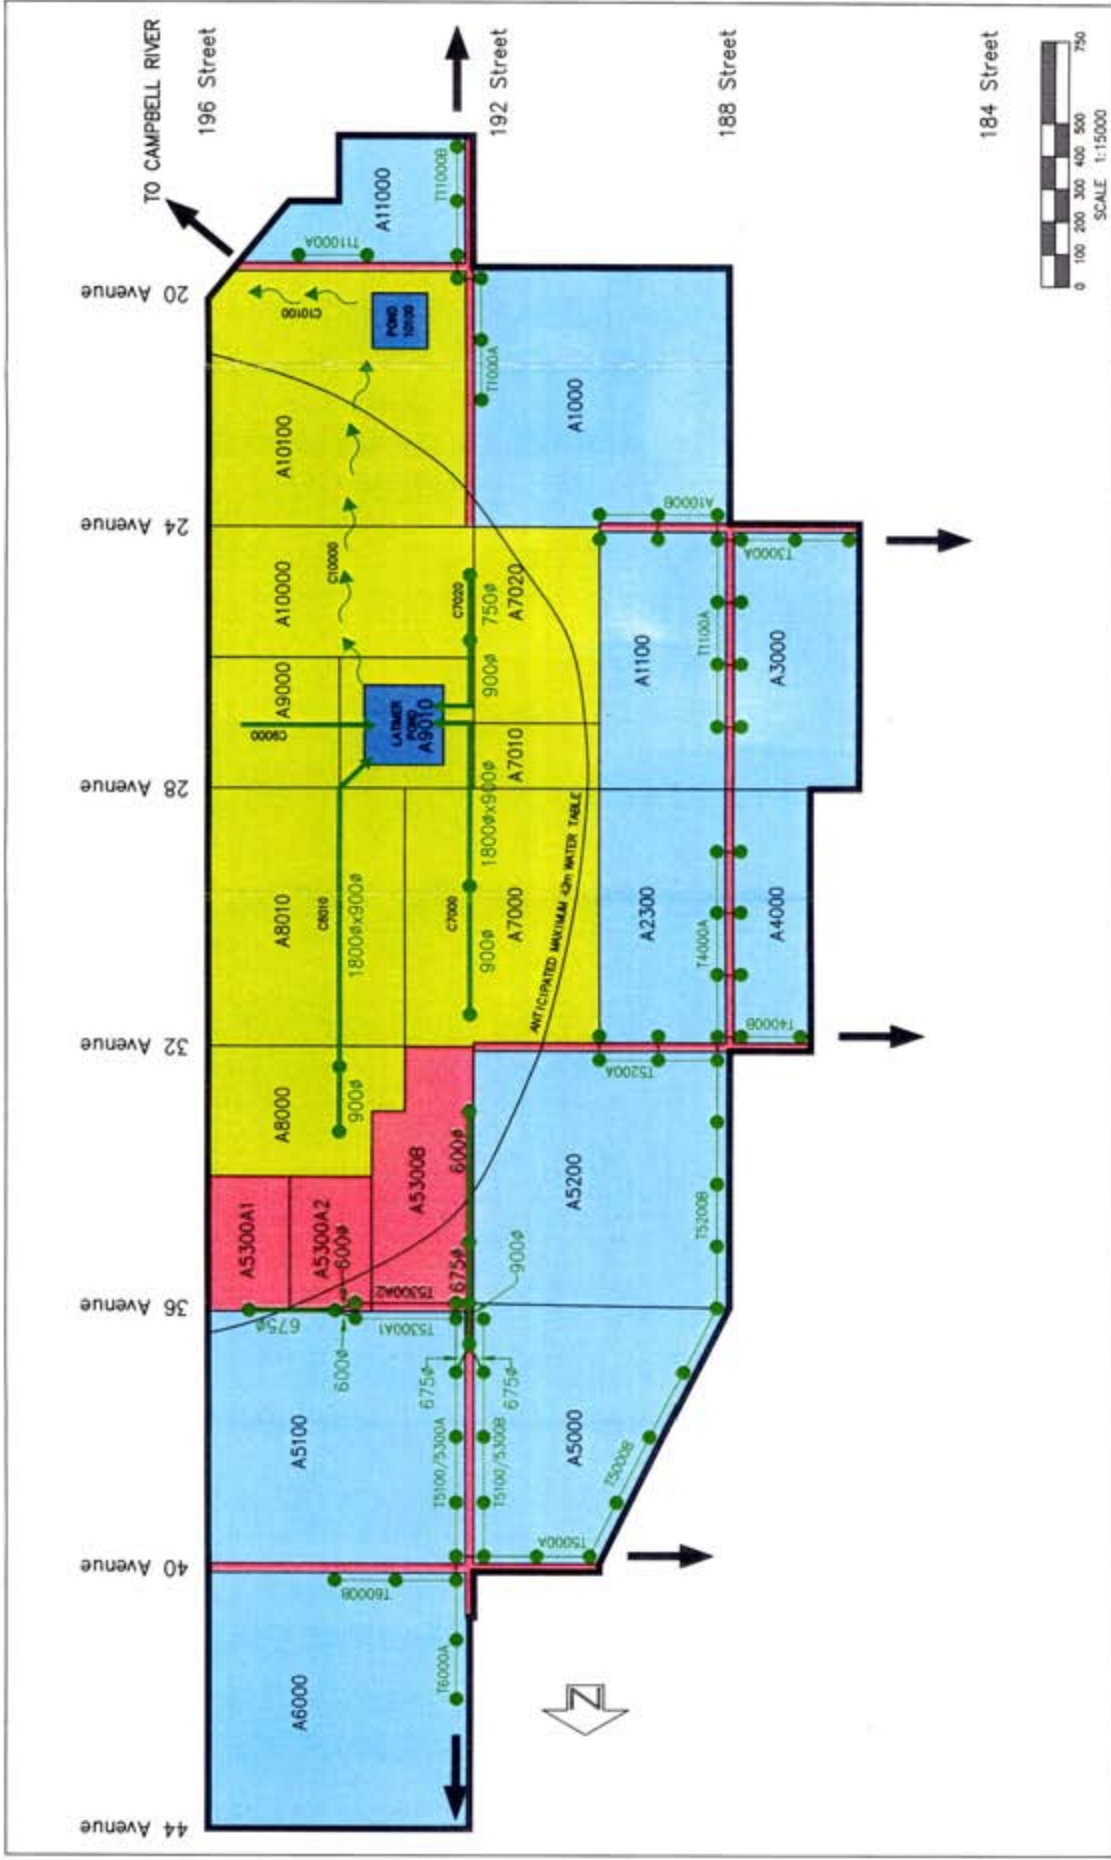 TO CAMPBELL RIVER
196 Street
192 Street
188 Street
184 Street
20 Avenue
24 Avenue
28 Avenue
32 Avenue
36 Avenue
40 Avenue
44 Avenue
A11000
T11000A
T11000B
C10100
POND
10100
A10100
T1000A
A1000
A1000B
A10000
C10000
C7020
750ø
A7020
900ø
A9000
C9000
LATIMER
POND
A9010
A7010
A1100
T1100A
T3000A
A3000
A8010
C8010
1800øx900ø
1800øx900ø
C7000
900ø
A7000
ANTICIPATED MAXIMUM 42m WATER TABLE
A2300
T4000A
A4000
T4000B
T5200A
A8000
900ø
A5300A1
A5300A2
A5300B
600ø
600ø
675ø
T5300A2
A5200
T5200B
900ø
675ø
600ø
T5300A1
675ø
675ø
A5100
T5100/5300A
T5100/5300B
A5000
T5000B
T5000A
T6000B
T6000A
A6000
N
0 100 200 300 400 500 750
SCALE 1:15000